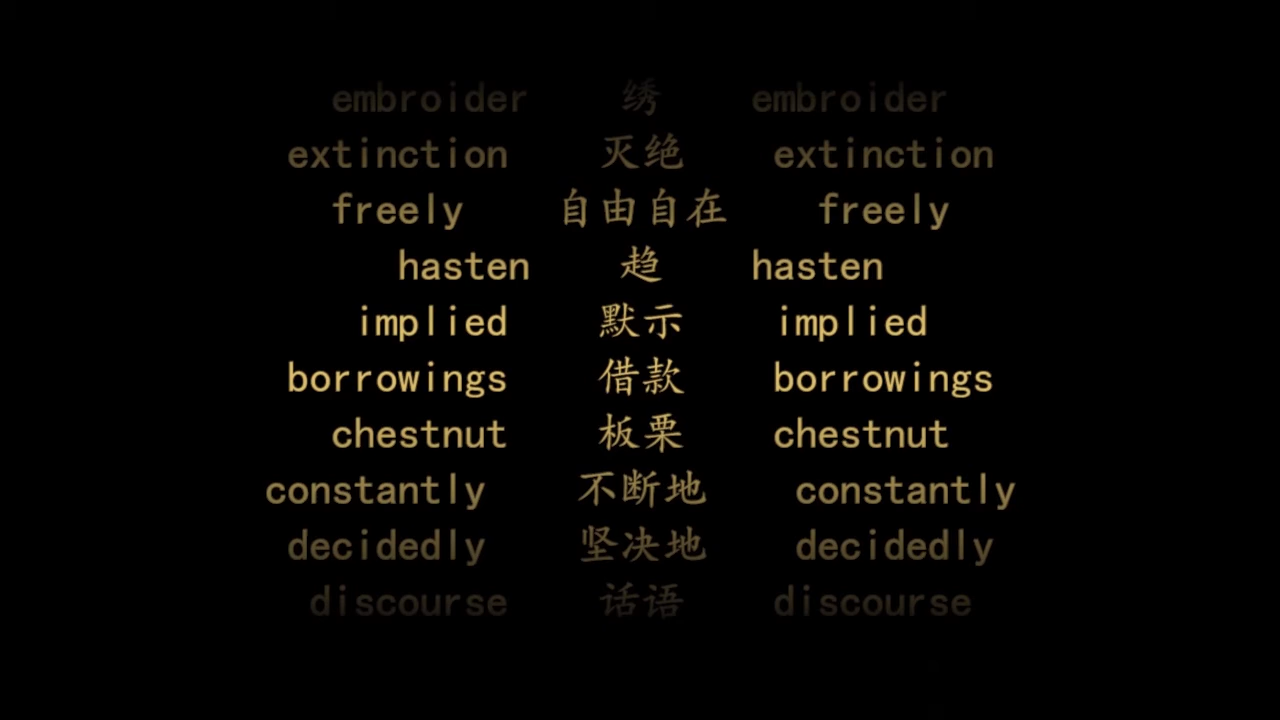 embroider 绣 embroider
extinction 灭绝 extinction
freely 自由自在 freely
hasten 趋 hasten
implied 默示 implied
borrowings 借款 borrowings
chestnut 板栗 chestnut
constantly 不断地 constantly
decidedly 坚决地 decidedly
discourse 话语 discourse